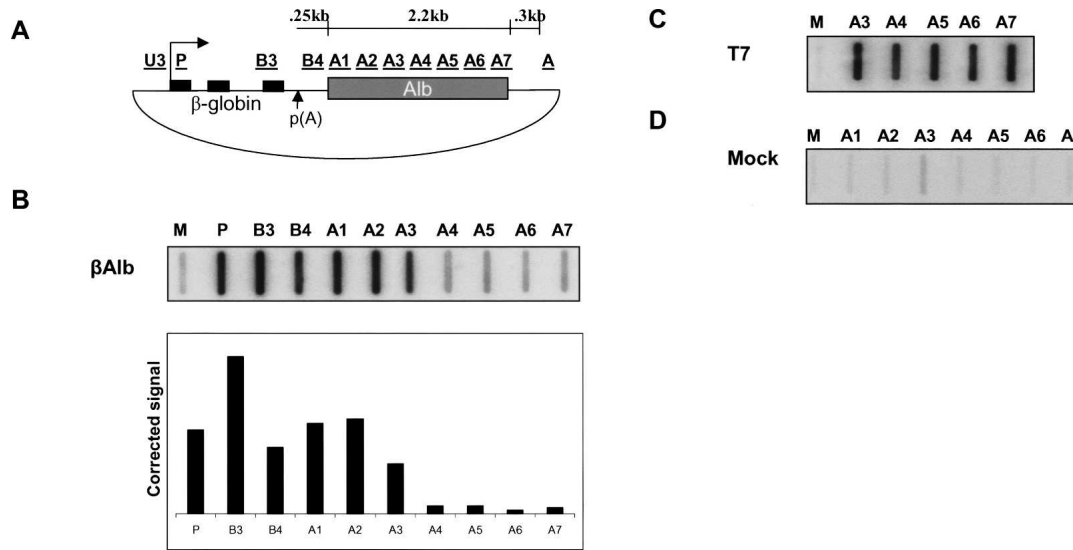 A
.25kb 2.2kb .3kb
U3 P B3 B4 A1 A2 A3 A4 A5 A6 A7 A
Alb
β-globin
p(A)
B
M P B3 B4 A1 A2 A3 A4 A5 A6 A7
βAlb
Corrected signal
P B3 B4 A1 A2 A3 A4 A5 A6 A7
C
M A3 A4 A5 A6 A7
T7
D
M A1 A2 A3 A4 A5 A6 A
Mock